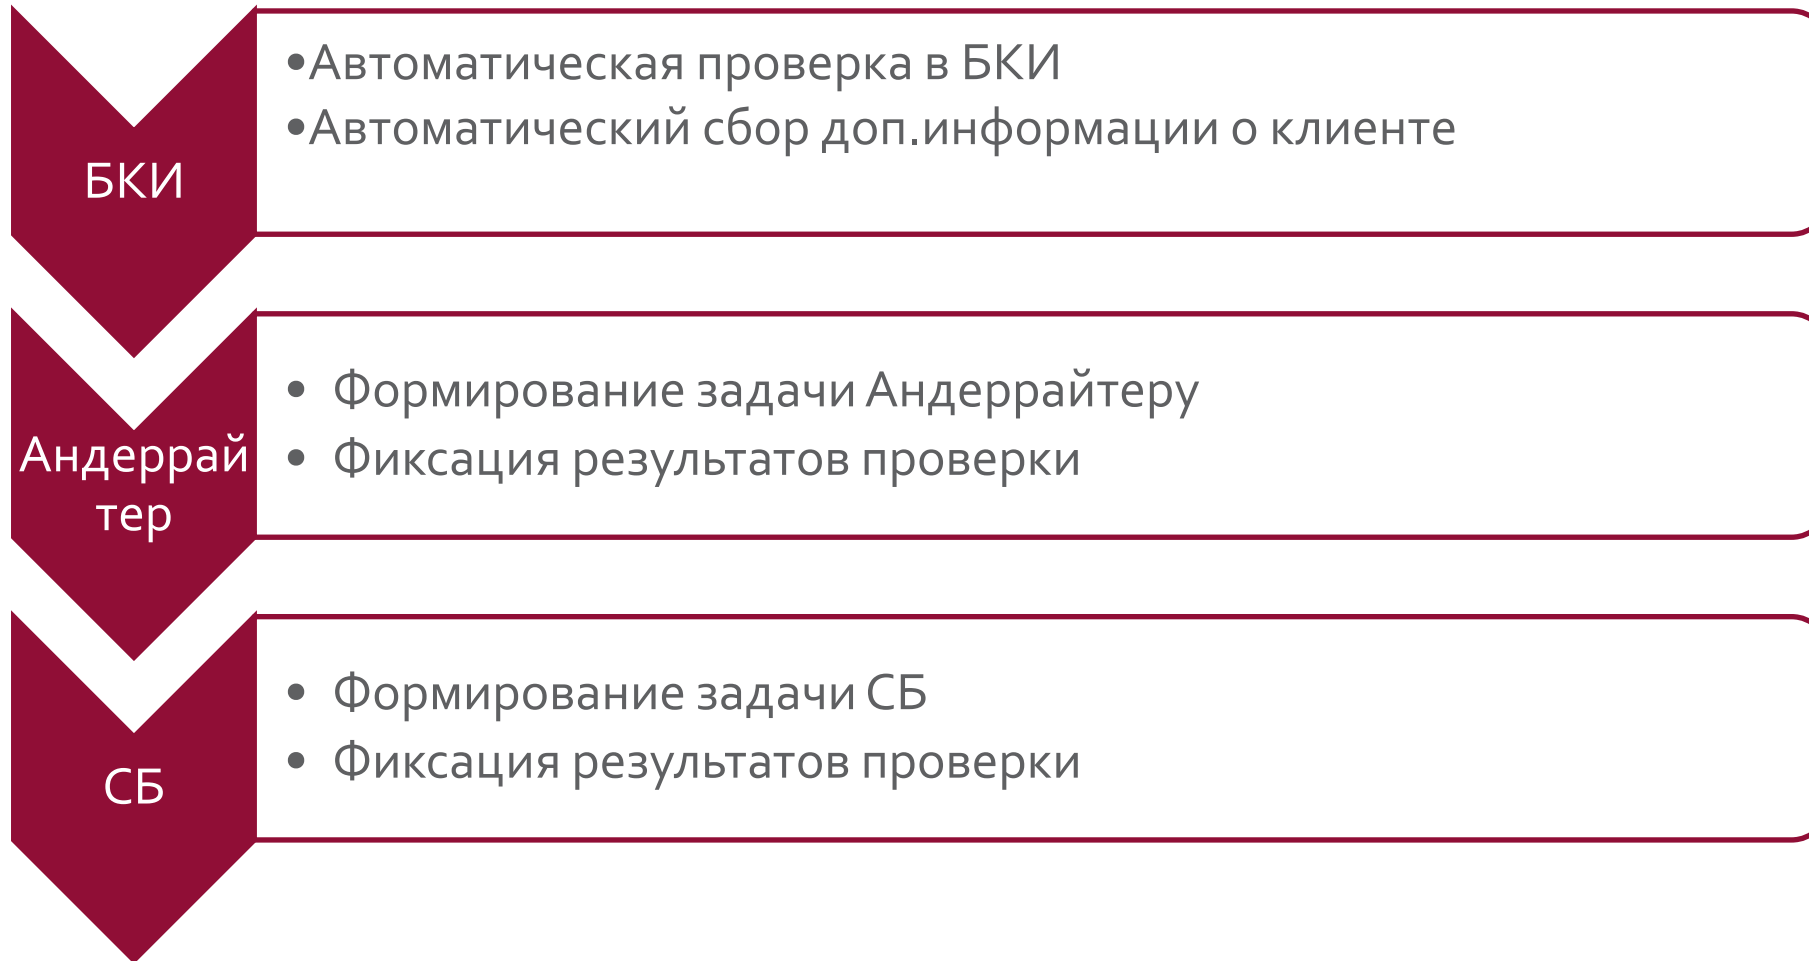 БКИ
•Автоматическая проверка в БКИ
•Автоматический сбор доп.информации о клиенте
Андеррай
тер
• Формирование задачи Андеррайтеру
• Фиксация результатов проверки
СБ
• Формирование задачи СБ
• Фиксация результатов проверки